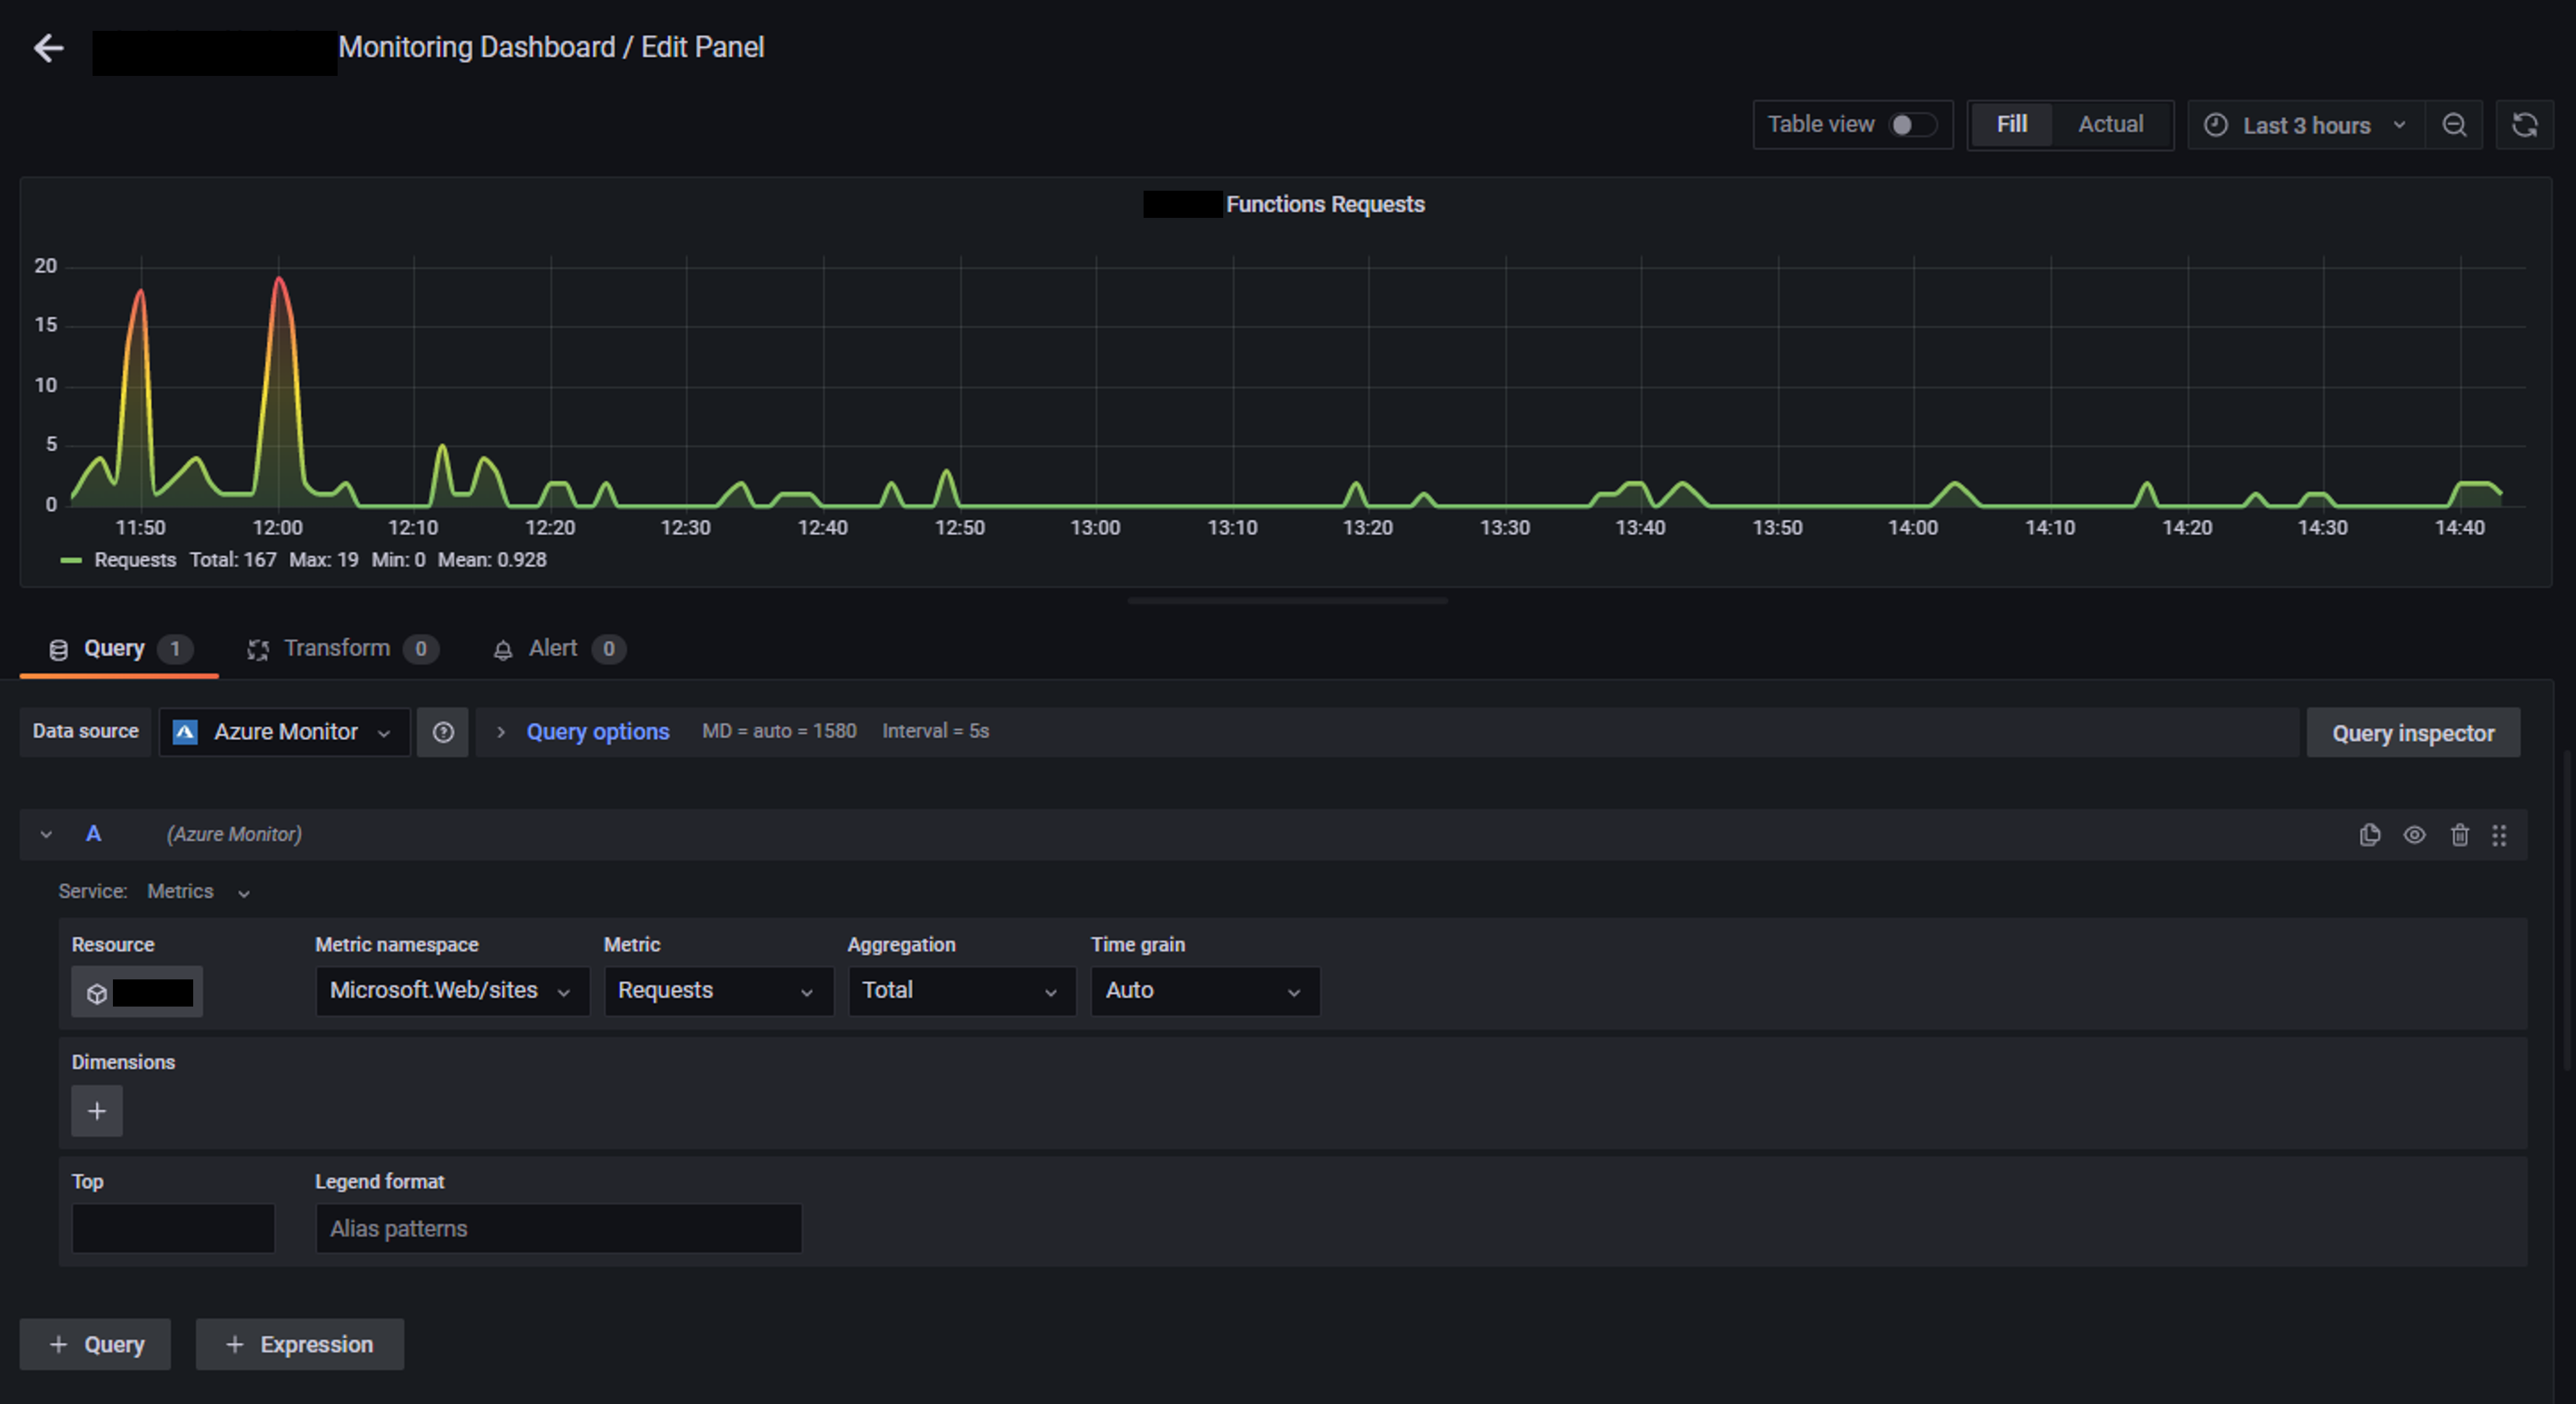 Monitoring Dashboard / Edit Panel
Table view Fill Actual Last 3 hours
Functions Requests
20
15
10
5
0
11:50 12:00 12:10 12:20 12:30 12:40 12:50 13:00 13:10 13:20 13:30 13:40 13:50 14:00 14:10 14:20 14:30 14:40
Requests Total: 167 Max: 19 Min: 0 Mean: 0.928
Query 1 Transform 0 Alert 0
Data source Azure Monitor Query options MD = auto = 1580 Interval = 5s Query inspector
A (Azure Monitor)
Service: Metrics
Resource Metric namespace Metric Aggregation Time grain
Microsoft.Web/sites Requests Total Auto
Dimensions
+
Top Legend format
Alias patterns
+ Query + Expression